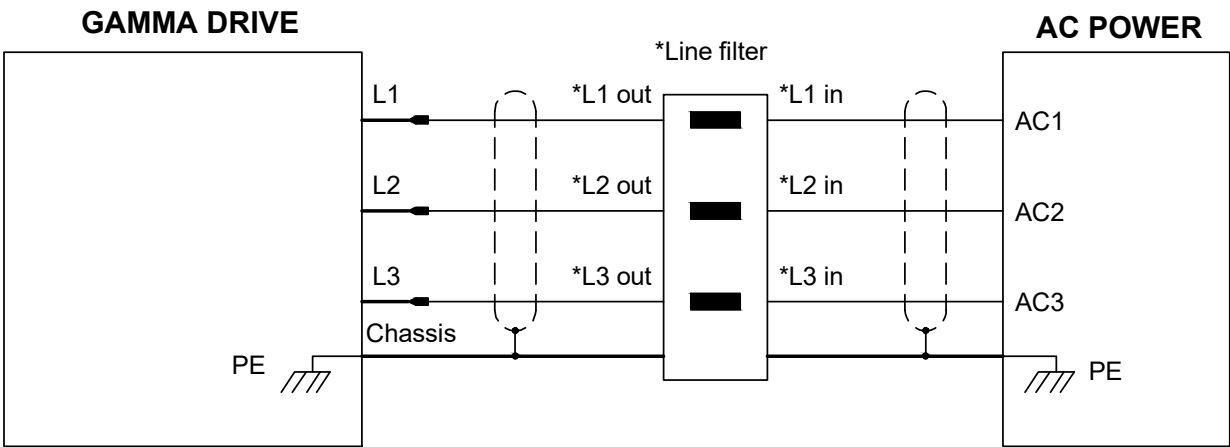 GAMMA DRIVE
AC POWER
*Line filter
L1
*L1 out
*L1 in
AC1
L2
*L2 out
*L2 in
AC2
L3
*L3 out
*L3 in
AC3
Chassis
PE
PE